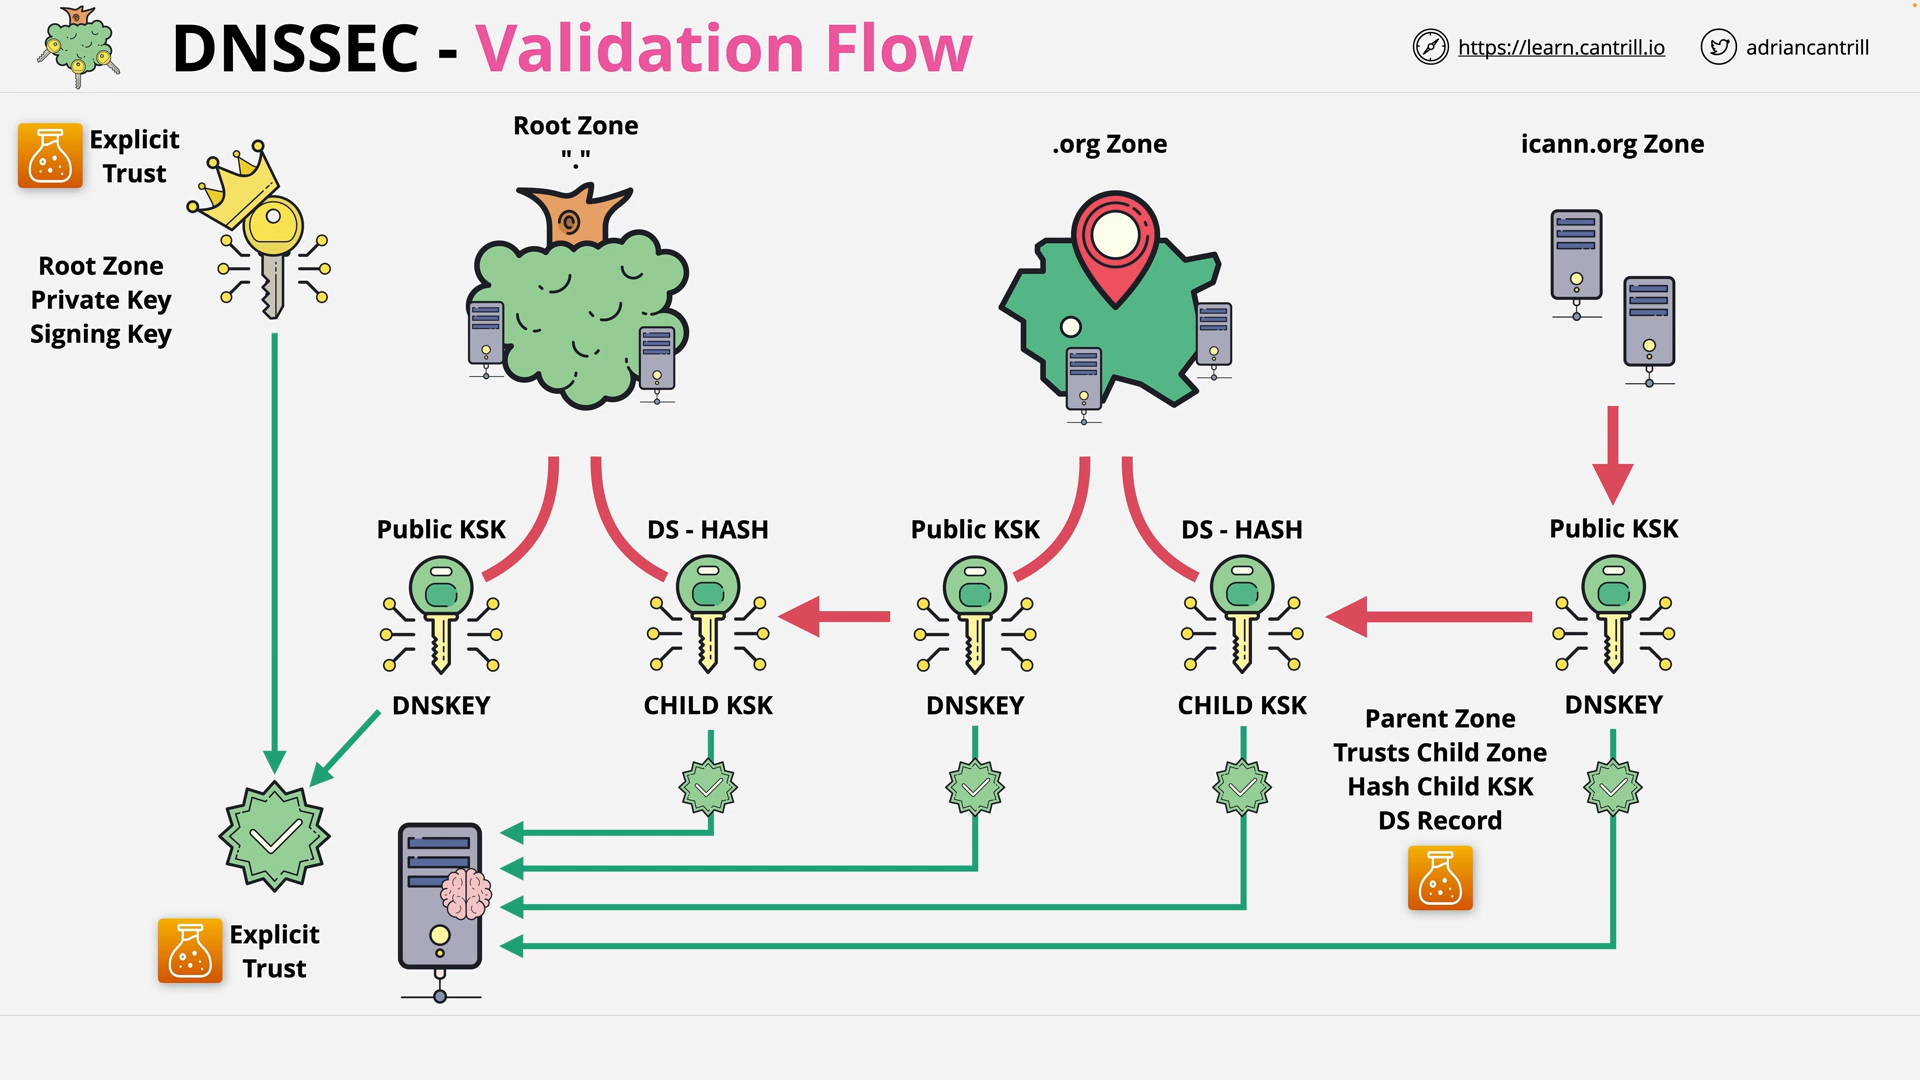 DNSSEC - Validation Flow
https://learn.cantrill.io
adriancantrill
Explicit
Trust
Root Zone
Private Key
Signing Key
Root Zone
"."
.org Zone
icann.org Zone
Public KSK
DS - HASH
Public KSK
DS - HASH
Public KSK
DNSKEY
CHILD KSK
DNSKEY
CHILD KSK
DNSKEY
Parent Zone
Trusts Child Zone
Hash Child KSK
DS Record
Explicit
Trust